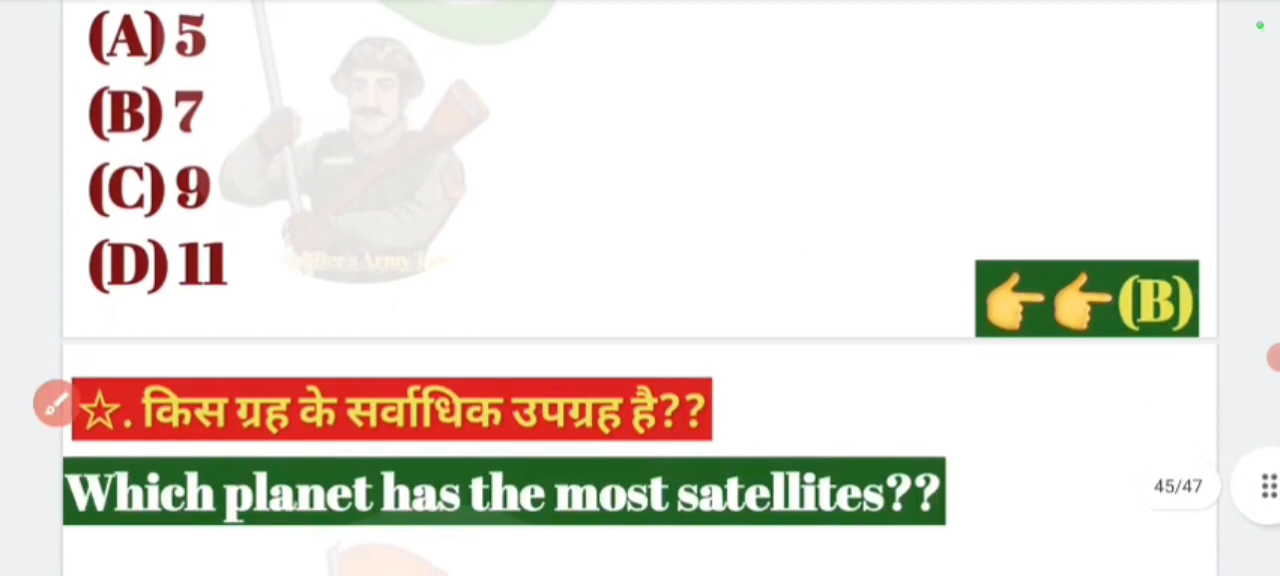 (A) 5
(B) 7
(C) 9
(D) 11
👉👉(B)
☆. किस ग्रह के सर्वाधिक उपग्रह है??
Which planet has the most satellites??
45/47